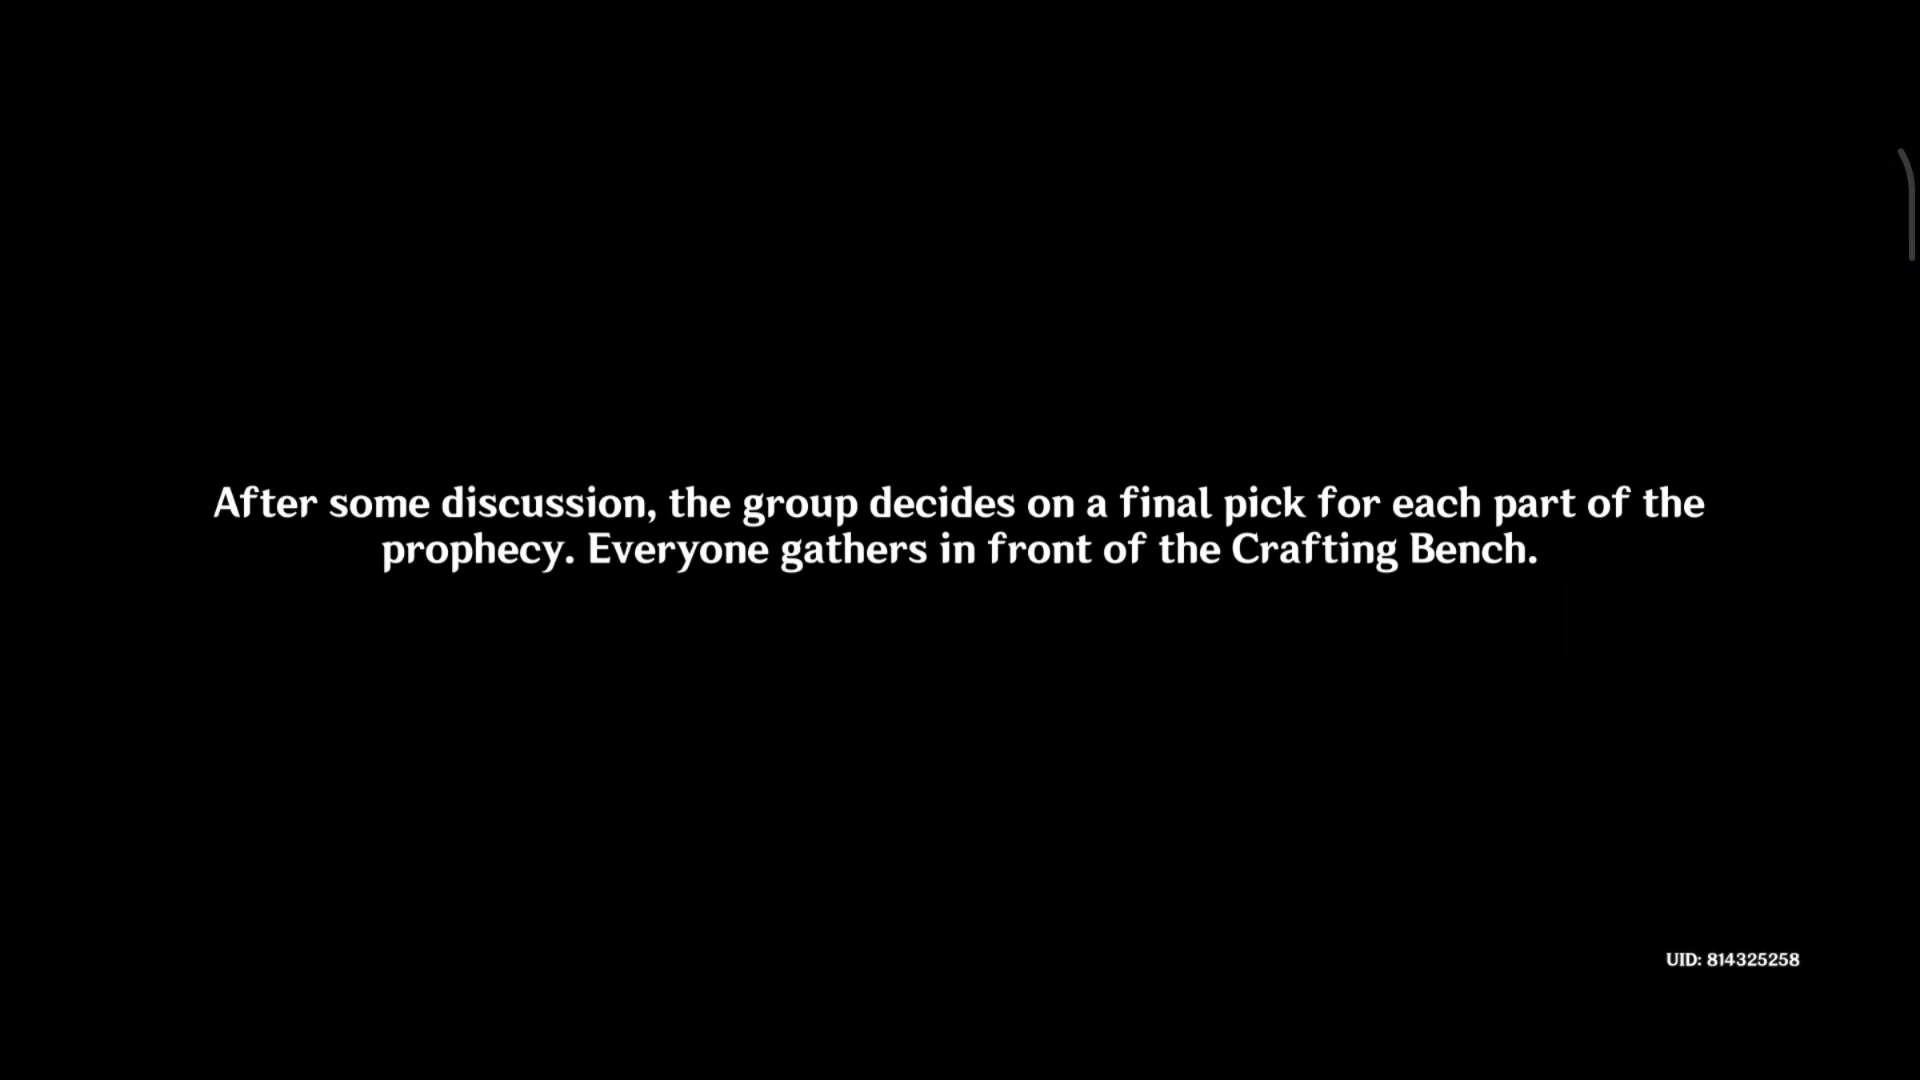 After some discussion, the group decides on a final pick for each part of the
prophecy. Everyone gathers in front of the Crafting Bench.
UID: 814325258